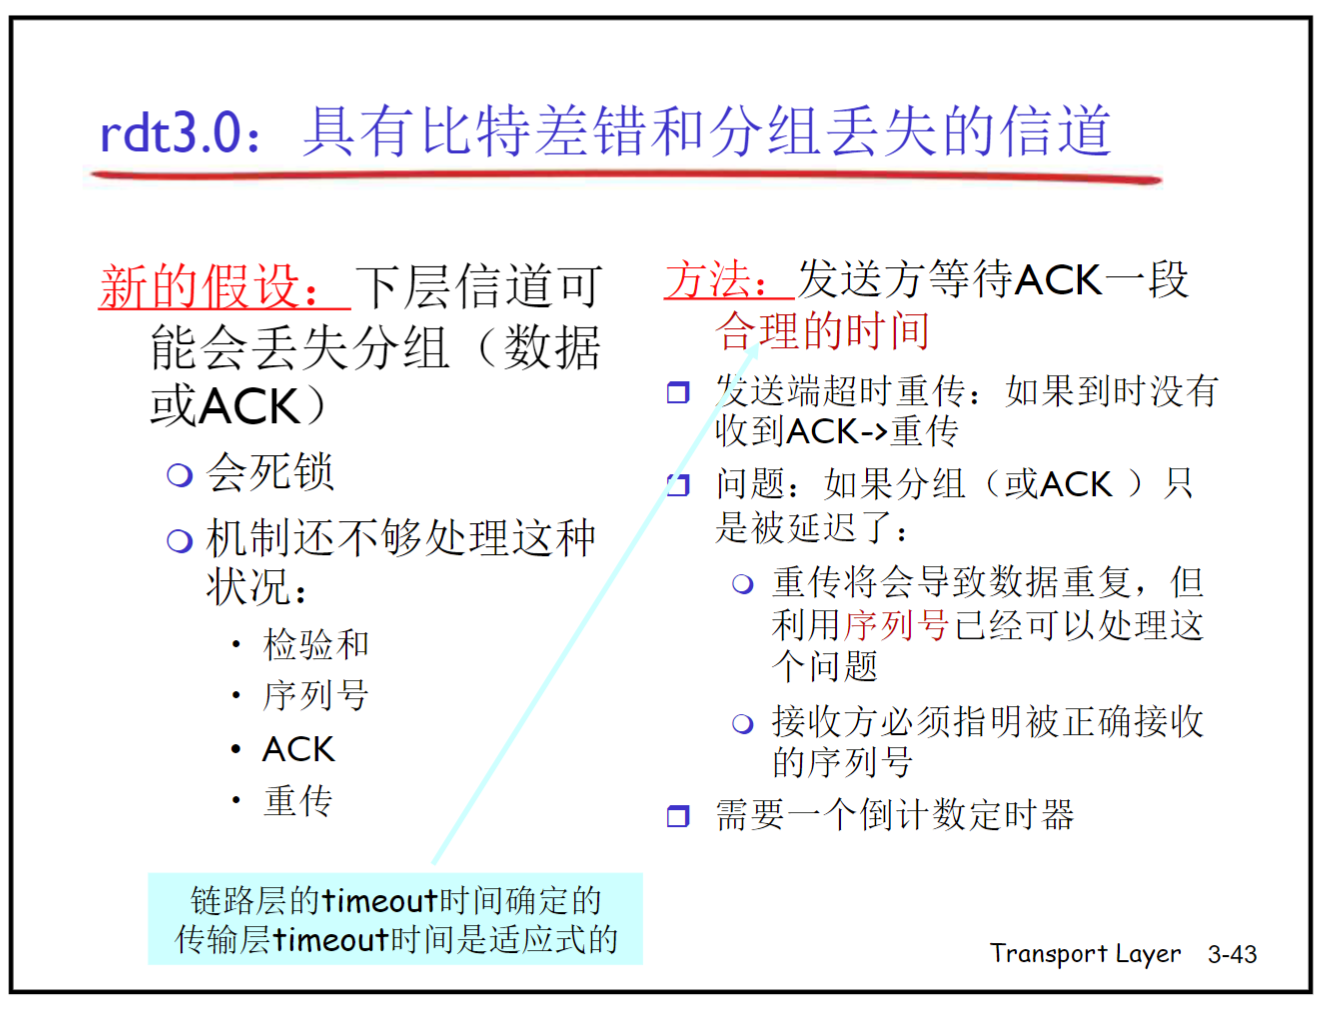 rdt3.0：具有比特差错和分组丢失的信道
新的假设：下层信道可
能会丢失分组（数据
或ACK）
会死锁
机制还不够处理这种
状况：
• 检验和
• 序列号
• ACK
• 重传
方法：发送方等待ACK一段
合理的时间
发送端超时重传：如果到时没有
收到ACK->重传
问题：如果分组（或ACK ）只
是被延迟了：
重传将会导致数据重复，但
利用序列号已经可以处理这
个问题
接收方必须指明被正确接收
的序列号
需要一个倒计数定时器
链路层的timeout时间确定的
传输层timeout时间是适应式的
Transport Layer 3-43